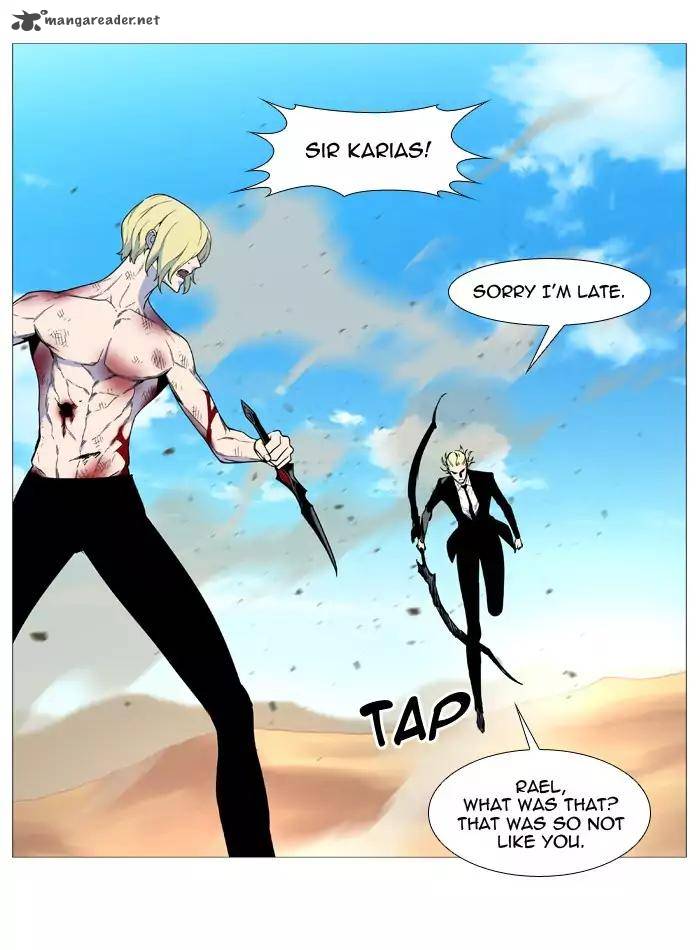 mangareader.net
SIR KARIAS!
SORRY I'M LATE.
TAP
RAEL,
WHAT WAS THAT?
THAT WAS SO NOT
LIKE YOU.